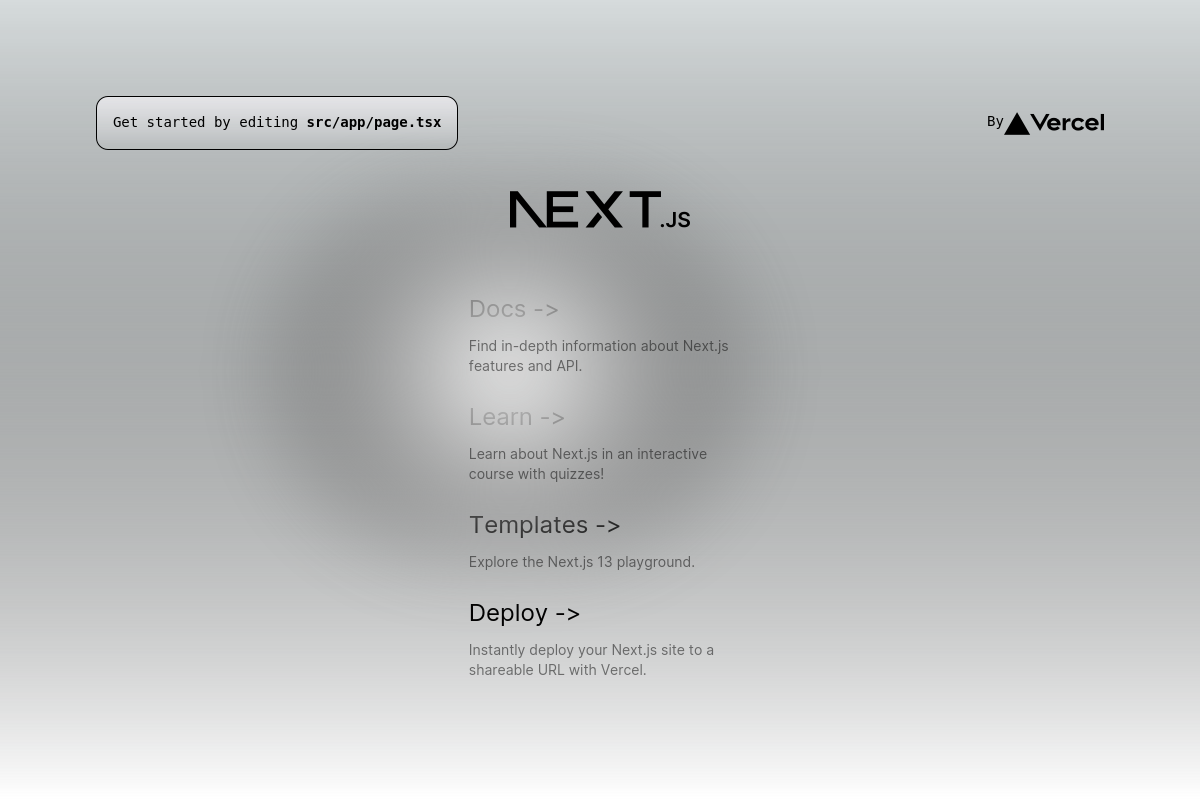 Get started by editing src/app/page.tsx
By Vercel
NEXT.JS
Docs ->
Find in-depth information about Next.js
features and API.
Learn ->
Learn about Next.js in an interactive
course with quizzes!
Templates ->
Explore the Next.js 13 playground.
Deploy ->
Instantly deploy your Next.js site to a
shareable URL with Vercel.